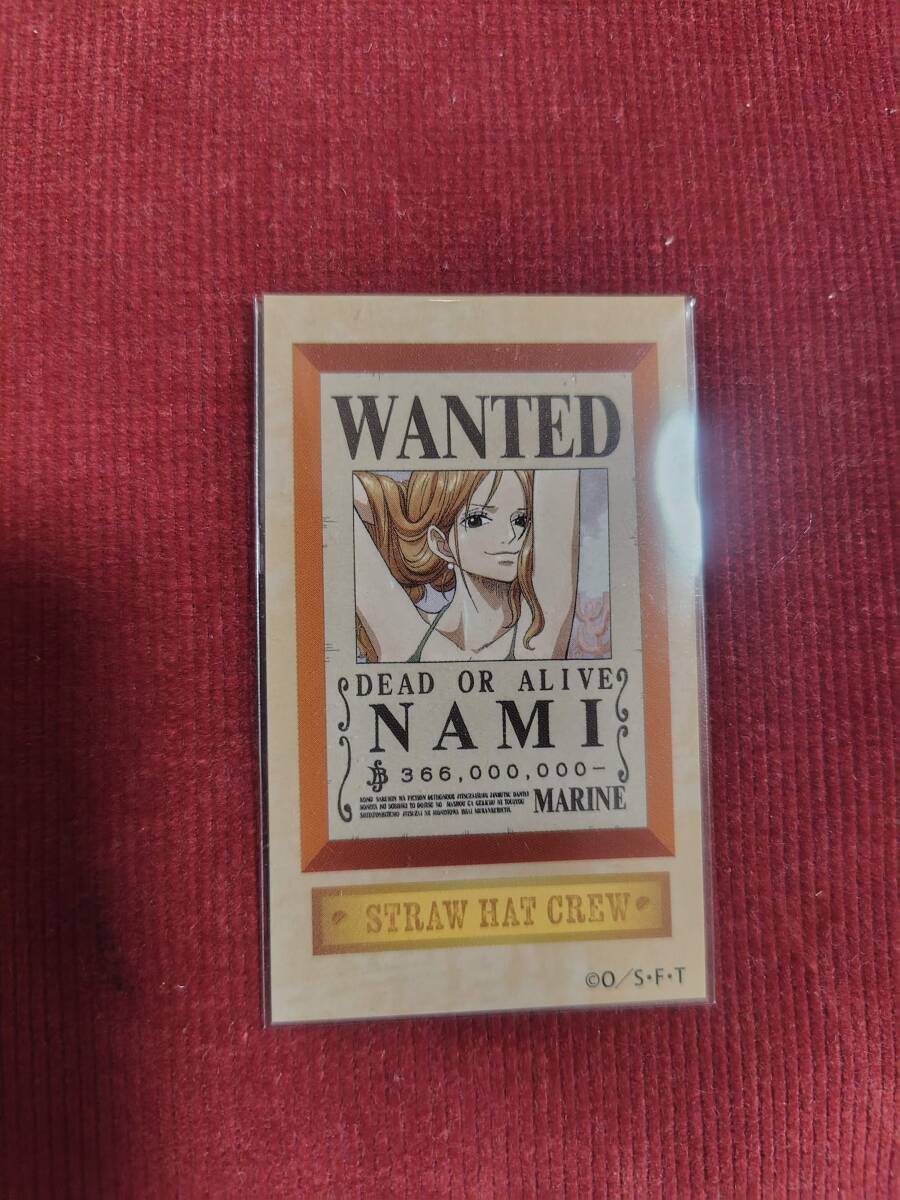 WANTED
DEAD OR ALIVE
NAMI
366,000,000-
MARINE
STRAW HAT CREW
©O/S・F・T